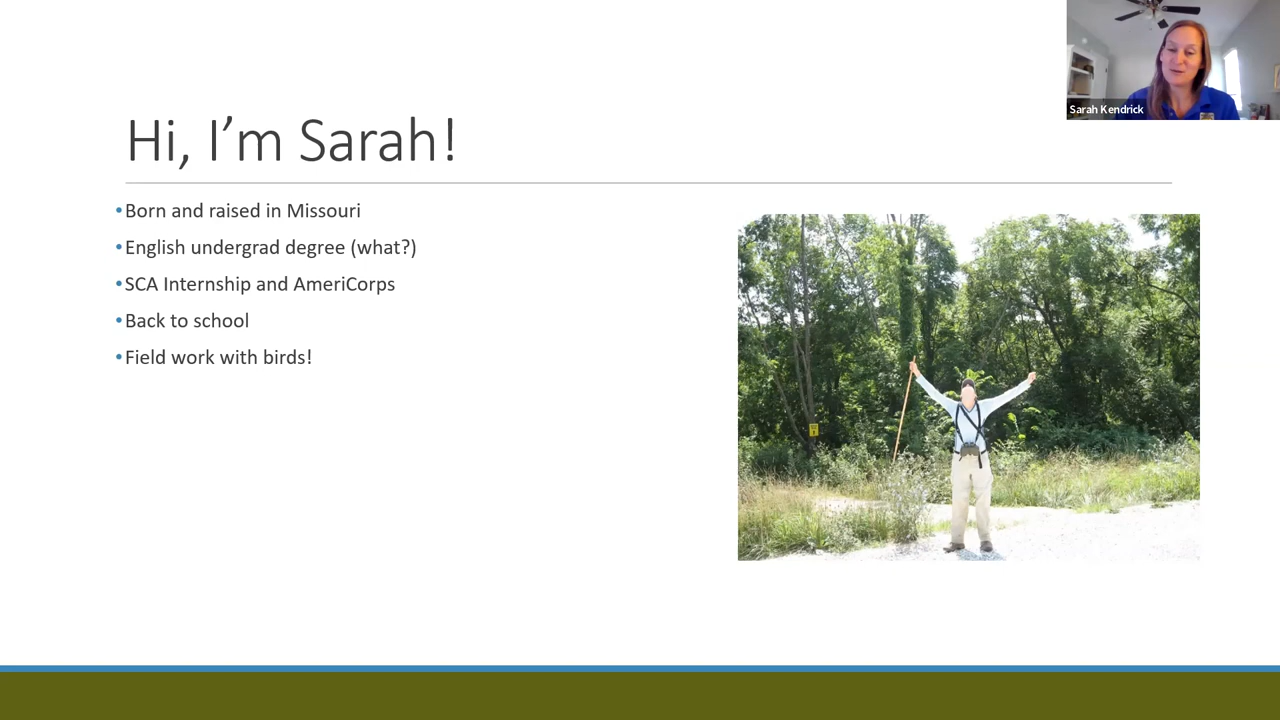 Sarah Kendrick
Hi, I’m Sarah!
•Born and raised in Missouri
•English undergrad degree (what?)
•SCA Internship and AmeriCorps
•Back to school
•Field work with birds!